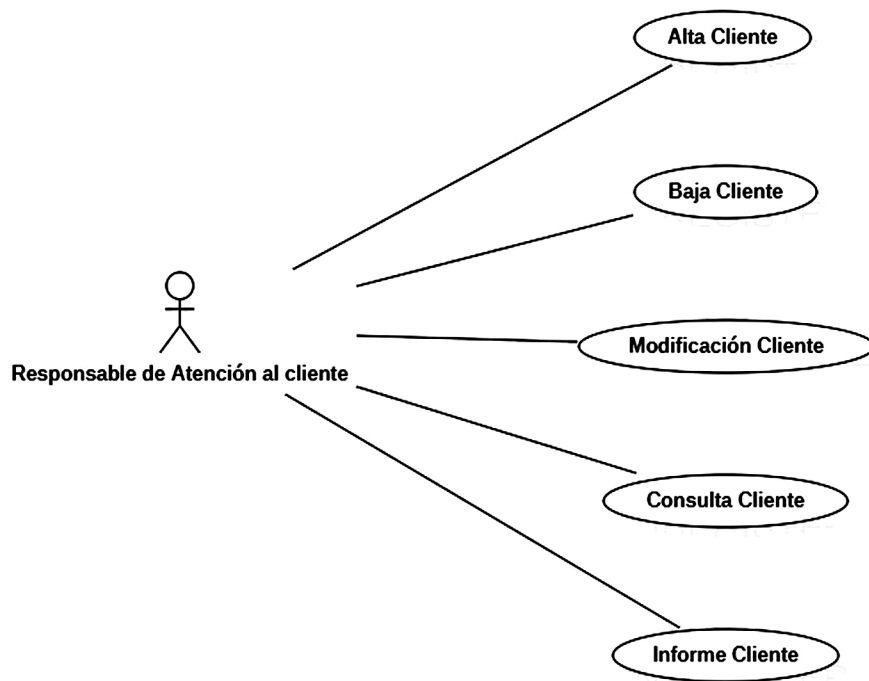 Alta Cliente
Baja Cliente
Modificación Cliente
Responsable de Atención al cliente
Consulta Cliente
Informe Cliente